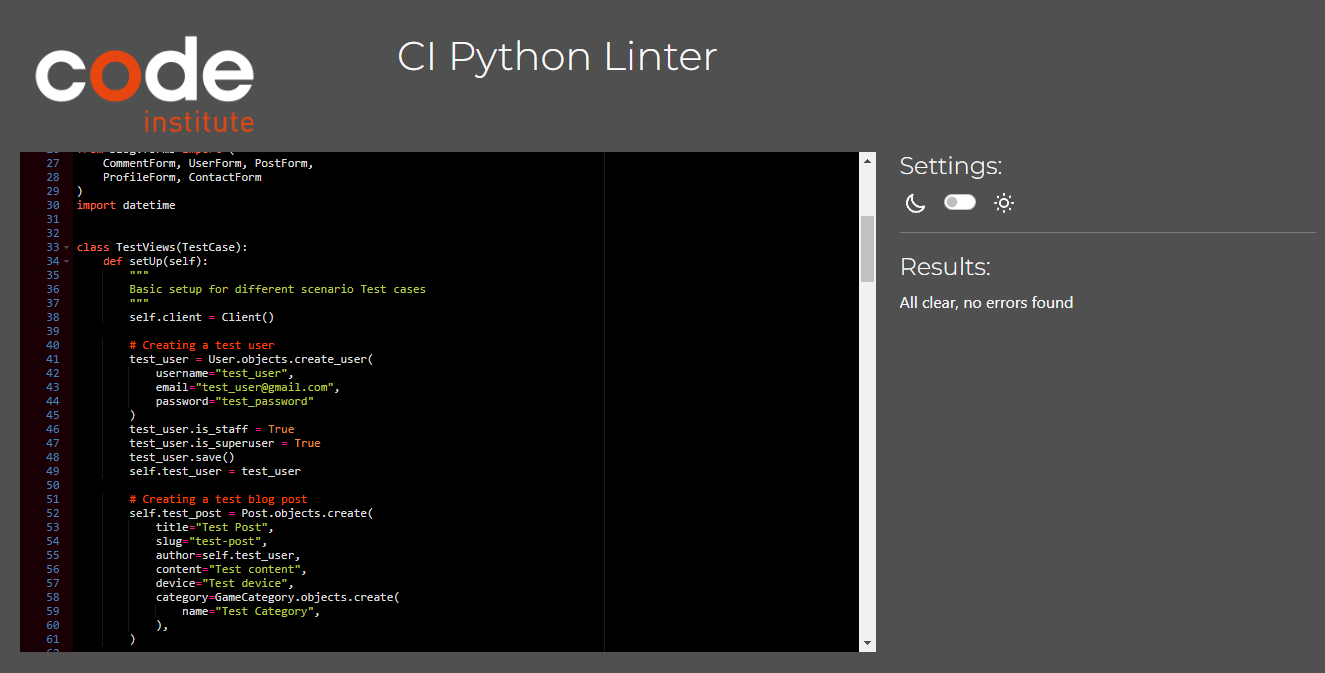 code
institute
CI Python Linter
27 CommentForm, UserForm, PostForm,
28 ProfileForm, ContactForm
29 )
30 import datetime
31
32
33 class TestViews(TestCase):
34 def setUp(self):
35 """
36 Basic setup for different scenario Test cases
37 """
38 self.client = Client()
39
40 # Creating a test user
41 test_user = User.objects.create_user(
42 username="test_user",
43 email="test_user@gmail.com",
44 password="test_password"
45 )
46 test_user.is_staff = True
47 test_user.is_superuser = True
48 test_user.save()
49 self.test_user = test_user
50
51 # Creating a test blog post
52 self.test_post = Post.objects.create(
53 title="Test Post",
54 slug="test-post",
55 author=self.test_user,
56 content="Test content",
57 device="Test device",
58 category=GameCategory.objects.create(
59 name="Test Category",
60 ),
61 )
Settings:
Results:
All clear, no errors found